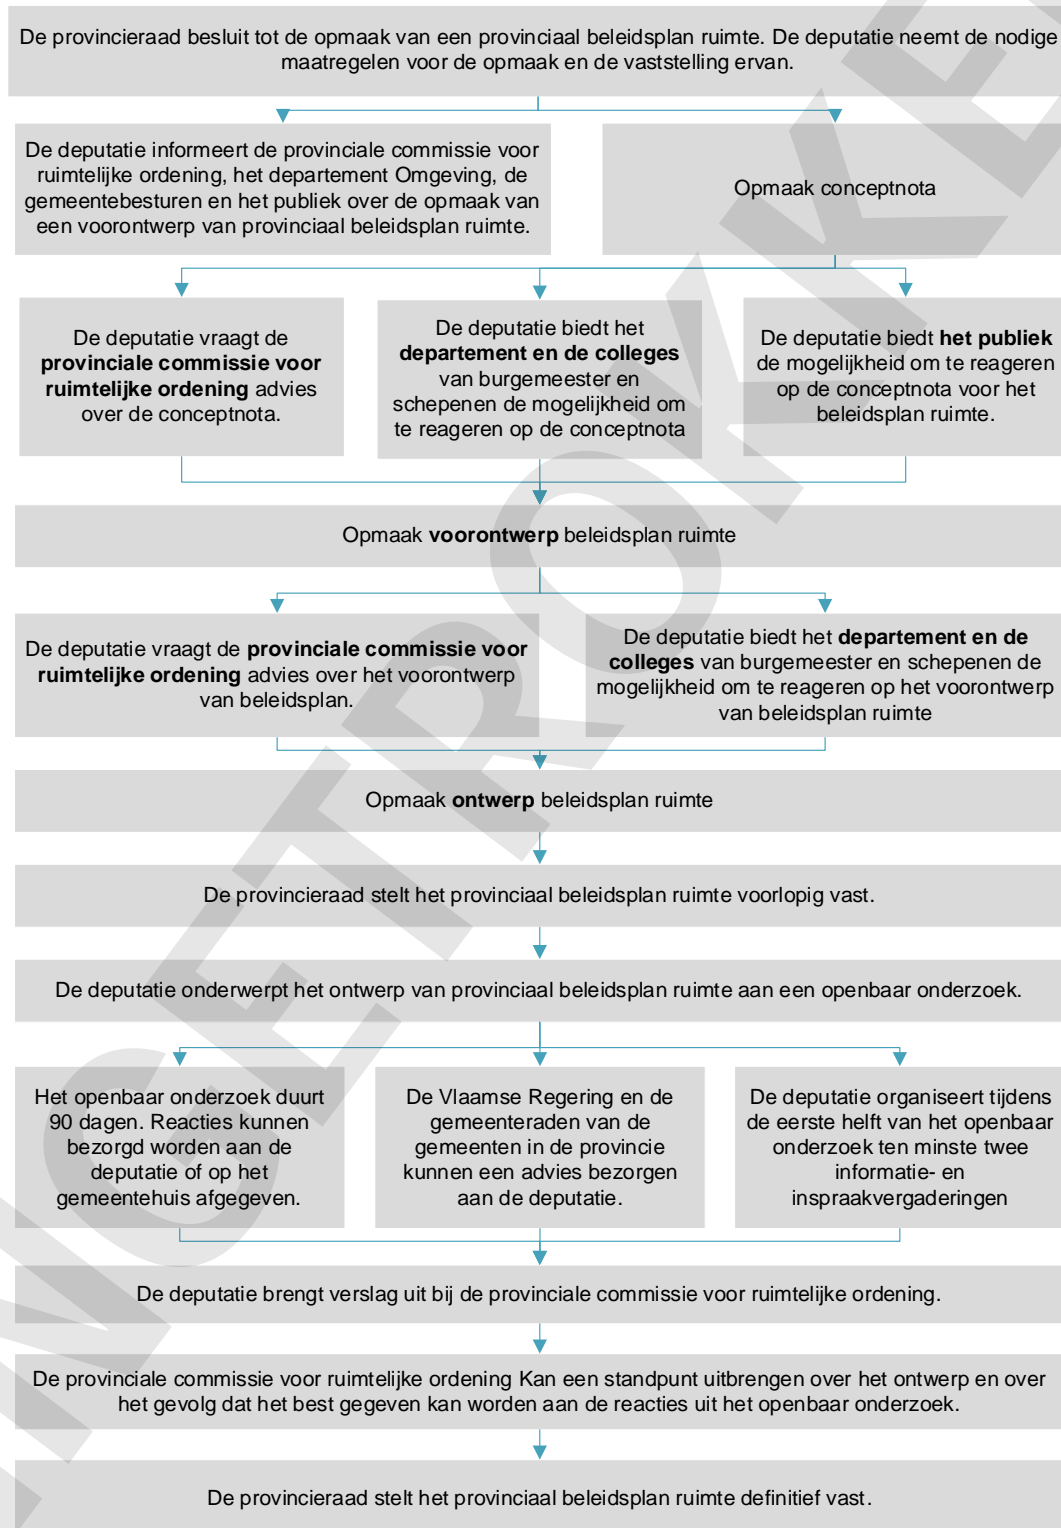 De provincieraad besluit tot de opmaak van een provinciaal beleidsplan ruimte. De deputatie neemt de nodige
maatregelen voor de opmaak en de vaststelling ervan.
De deputatie informeert de provinciale commissie voor
ruimtelijke ordening, het departement Omgeving, de
gemeentebesturen en het publiek over de opmaak van
een voorontwerp van provinciaal beleidsplan ruimte.
Opmaak conceptnota
De deputatie vraagt de
provinciale commissie voor
ruimtelijke ordening advies
over de conceptnota.
De deputatie biedt het
departement en de colleges
van burgemeester en
schepenen de mogelijkheid om
te reageren op de conceptnota
De deputatie biedt het publiek
de mogelijkheid om te reageren
op de conceptnota voor het
beleidsplan ruimte.
Opmaak voorontwerp beleidsplan ruimte
De deputatie vraagt de provinciale commissie voor
ruimtelijke ordening advies over het voorontwerp
van beleidsplan.
De deputatie biedt het departement en de
colleges van burgemeester en schepenen de
mogelijkheid om te reageren op het voorontwerp
van beleidsplan ruimte
Opmaak ontwerp beleidsplan ruimte
De provincieraad stelt het provinciaal beleidsplan ruimte voorlopig vast.
De deputatie onderwerpt het ontwerp van provinciaal beleidsplan ruimte aan een openbaar onderzoek.
Het openbaar onderzoek duurt
90 dagen. Reacties kunnen
bezorgd worden aan de
deputatie of op het
gemeentehuis afgegeven.
De Vlaamse Regering en de
gemeenteraden van de
gemeenten in de provincie
kunnen een advies bezorgen
aan de deputatie.
De deputatie organiseert tijdens
de eerste helft van het openbaar
onderzoek ten minste twee
informatie- en
inspraakvergaderingen
De deputatie brengt verslag uit bij de provinciale commissie voor ruimtelijke ordening.
De provinciale commissie voor ruimtelijke ordening Kan een standpunt uitbrengen over het ontwerp en over
het gevolg dat het best gegeven kan worden aan de reacties uit het openbaar onderzoek.
De provincieraad stelt het provinciaal beleidsplan ruimte definitief vast.
NGETROKKE